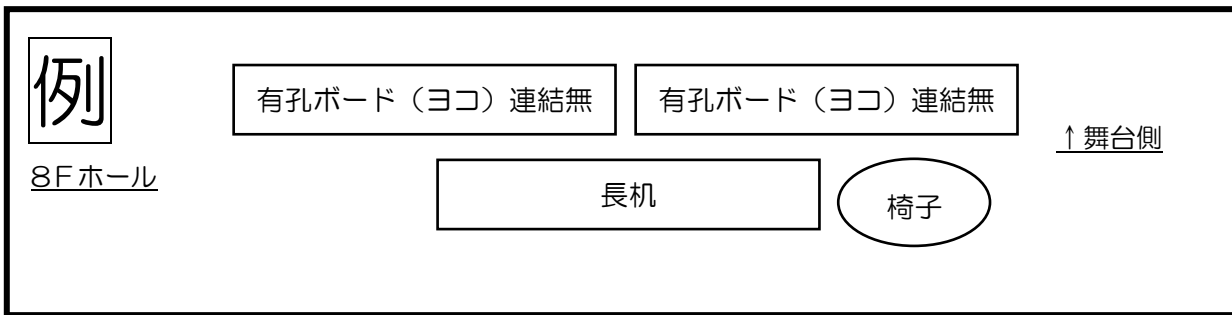 例
有孔ボード（ヨコ）連結無
有孔ボード（ヨコ）連結無
↑舞台側
８Ｆホール
長机
椅子